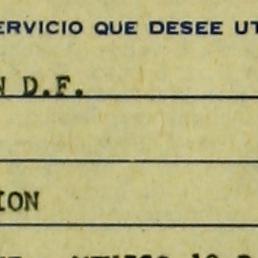 ERVICIO QUE DESEE UT
N D.F.
ION